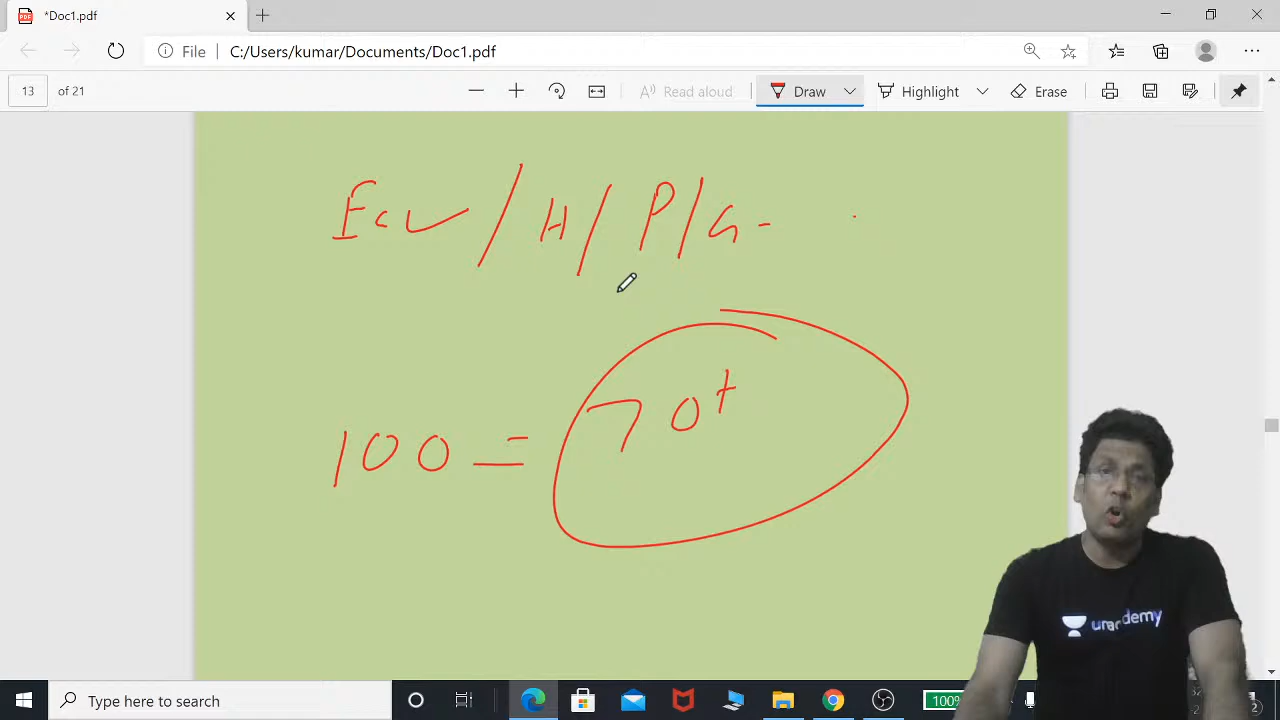 *Doc1.pdf
File | C:/Users/kumar/Documents/Doc1.pdf
13 of 21 Read aloud Draw Highlight Erase
Eco / H / P / G -
100 = 70+
unacademy
Type here to search
100%